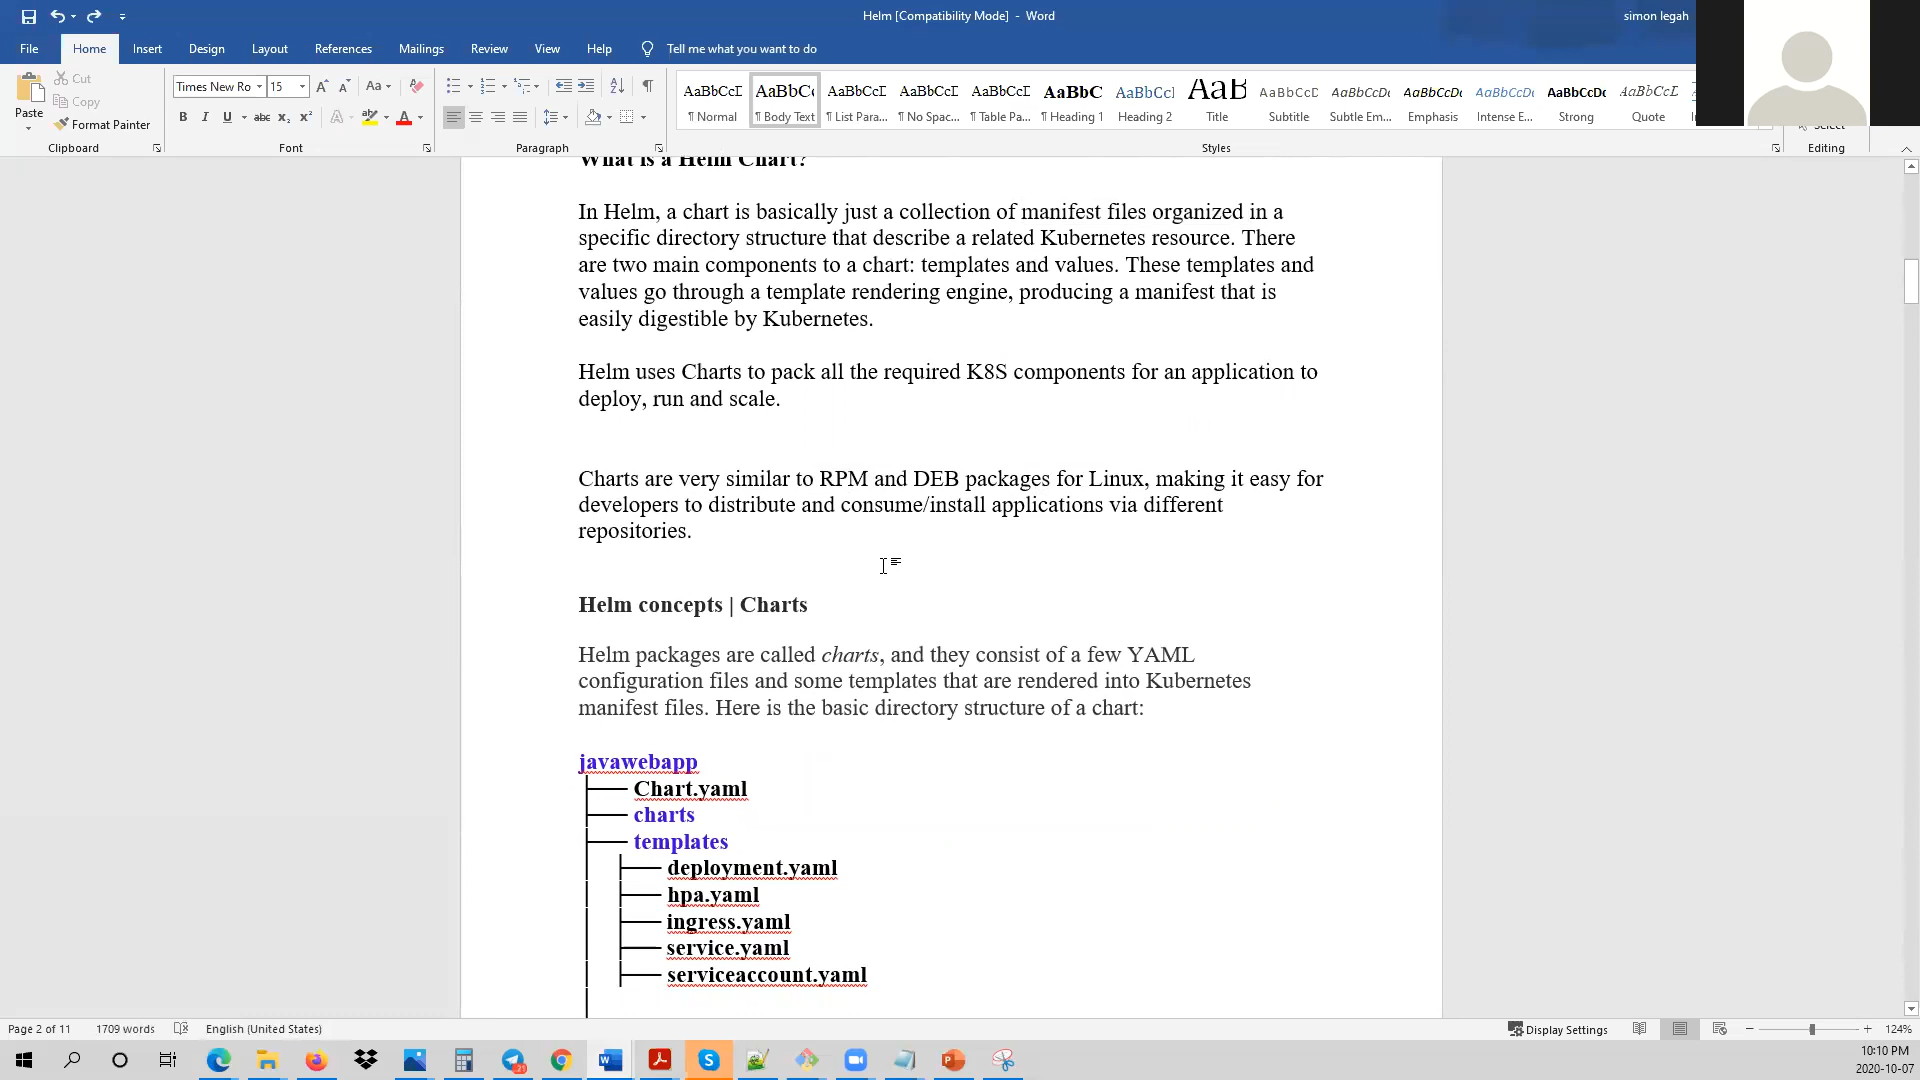 Helm [Compatibility Mode] - Word
simon legah
File Home Insert Design Layout References Mailings Review View Help Tell me what you want to do
Paste
Cut
Copy
Format Painter
Clipboard
Times New Ro 15
Font
Paragraph
AaBbCcD ¶ Normal
¶ Body Text
¶ List Para...
¶ No Spac...
¶ Table Pa...
¶ Heading 1
Heading 2
Title
Subtitle
Subtle Em...
Emphasis
Intense E...
Strong
Quote
Styles
Select
Editing
What is a Helm Chart?
In Helm, a chart is basically just a collection of manifest files organized in a
specific directory structure that describe a related Kubernetes resource. There
are two main components to a chart: templates and values. These templates and
values go through a template rendering engine, producing a manifest that is
easily digestible by Kubernetes.
Helm uses Charts to pack all the required K8S components for an application to
deploy, run and scale.
Charts are very similar to RPM and DEB packages for Linux, making it easy for
developers to distribute and consume/install applications via different
repositories.
Helm concepts | Charts
Helm packages are called charts, and they consist of a few YAML
configuration files and some templates that are rendered into Kubernetes
manifest files. Here is the basic directory structure of a chart:
javawebapp
├── Chart.yaml
├── charts
├── templates
│ ├── deployment.yaml
│ ├── hpa.yaml
│ ├── ingress.yaml
│ ├── service.yaml
│ ├── serviceaccount.yaml
Page 2 of 11 1709 words English (United States) Display Settings 124%
10:10 PM
2020-10-07